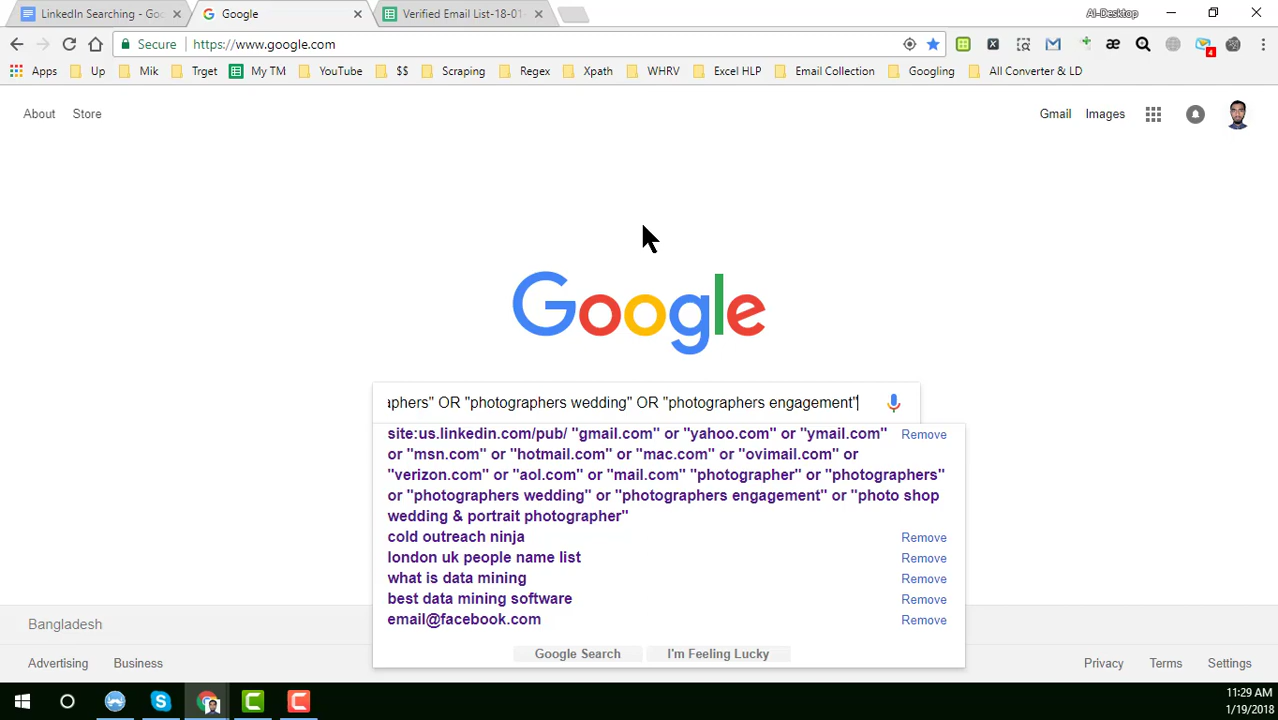 LinkedIn Searching - Goo
Google
Verified Email List-18-01-
AI-Desktop
Secure
https://www.google.com
4
Apps
Up
Mik
Trget
My TM
YouTube
$$
Scraping
Regex
Xpath
WHRV
Excel HLP
Email Collection
Googling
All Converter & LD
About
Store
Gmail
Images
Google
aphers" OR "photographers wedding" OR "photographers engagement"
site:us.linkedin.com/pub/ "gmail.com" or "yahoo.com" or "ymail.com"
Remove
or "msn.com" or "hotmail.com" or "mac.com" or "ovimail.com" or
"verizon.com" or "aol.com" or "mail.com" "photographer" or "photographers"
or "photographers wedding" or "photographers engagement" or "photo shop
wedding & portrait photographer"
cold outreach ninja
Remove
london uk people name list
Remove
what is data mining
Remove
best data mining software
Remove
email@facebook.com
Remove
Google Search
I'm Feeling Lucky
Bangladesh
Advertising
Business
Privacy
Terms
Settings
11:29 AM
1/19/2018